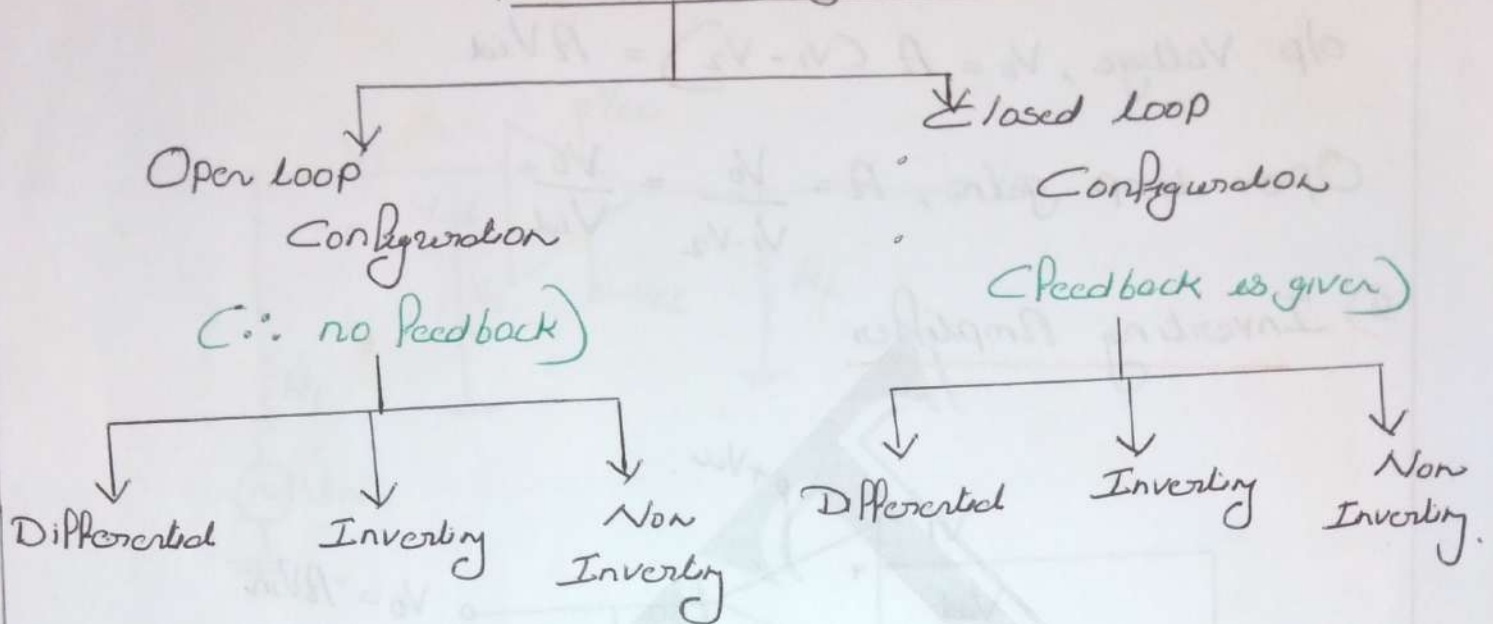 Open Loop
Configuration
(∴ no feedback)
Differential
Inverting
Non
Inverting
Closed Loop
Configuration
(feedback is given)
Differential
Inverting
Non
Inverting.